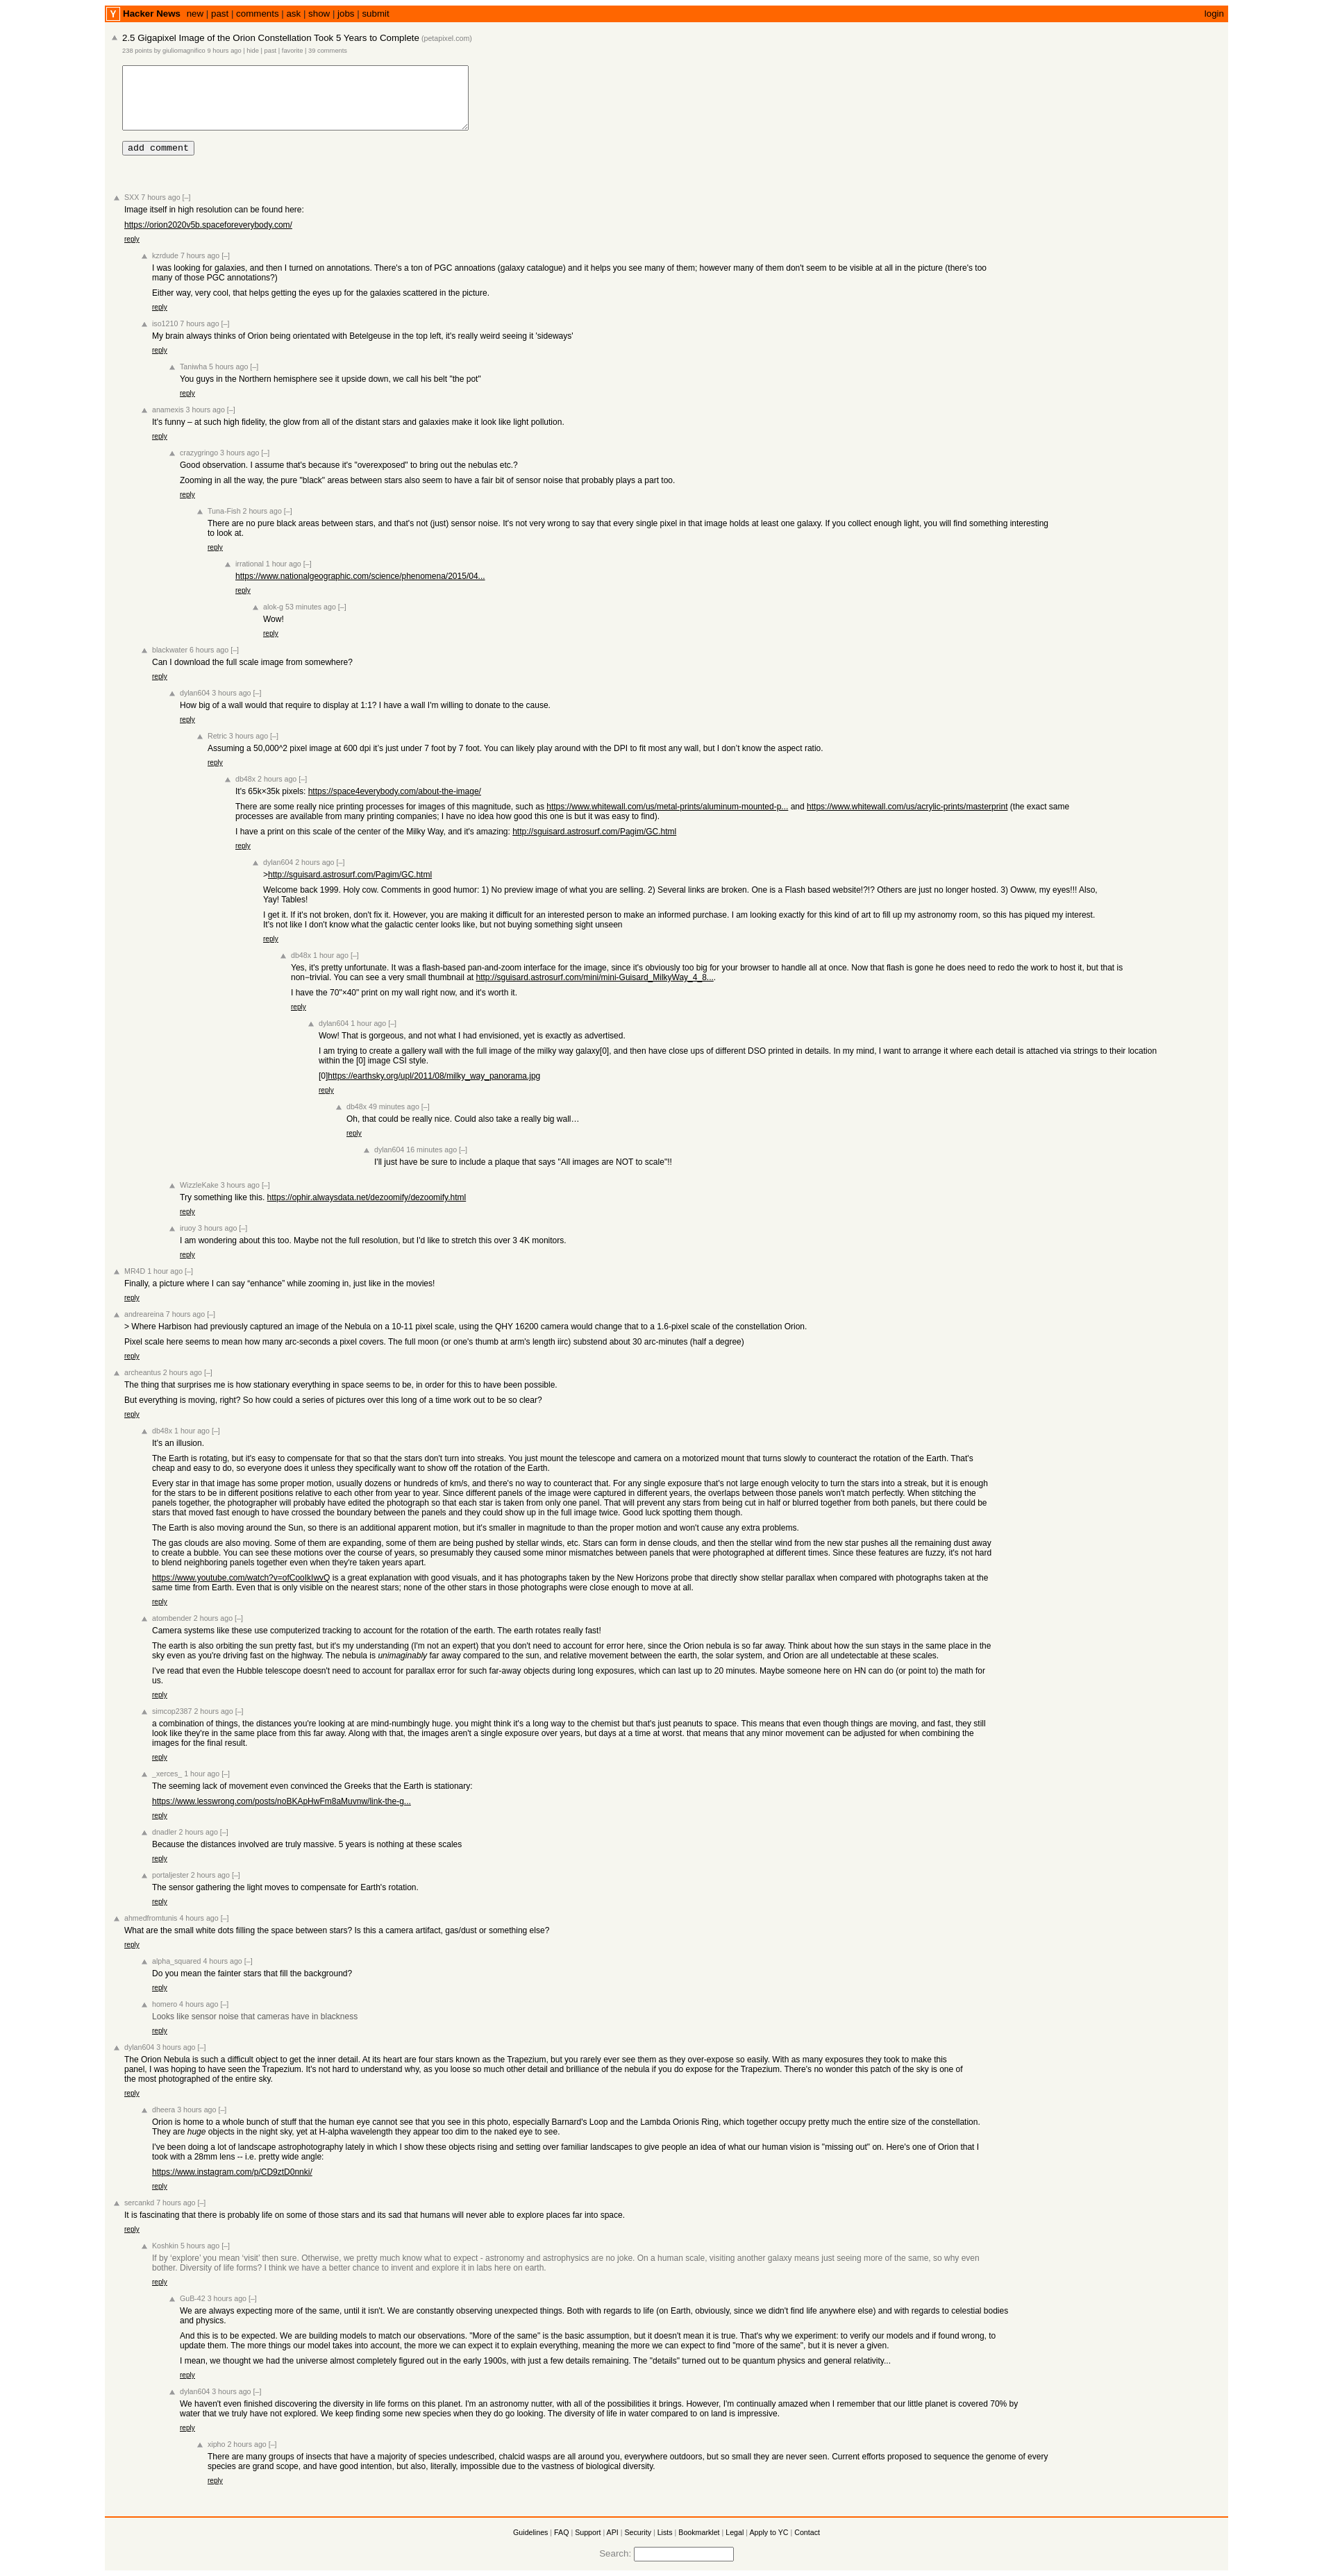 Y Hacker News new | past | comments | ask | show | jobs | submit login
2.5 Gigapixel Image of the Orion Constellation Took 5 Years to Complete (petapixel.com)
238 points by giuliomagnifico 9 hours ago | hide | past | favorite | 39 comments
add comment
SXX 7 hours ago [–]
Image itself in high resolution can be found here:
https://orion2020v5b.spaceforeverybody.com/
reply
kzrdude 7 hours ago [–]
I was looking for galaxies, and then I turned on annotations. There's a ton of PGC annoations (galaxy catalogue) and it helps you see many of them; however many of them don't seem to be visible at all in the picture (there's too
many of those PGC annotations?)
Either way, very cool, that helps getting the eyes up for the galaxies scattered in the picture.
reply
iso1210 7 hours ago [–]
My brain always thinks of Orion being orientated with Betelgeuse in the top left, it's really weird seeing it 'sideways'
reply
Taniwha 5 hours ago [–]
You guys in the Northern hemisphere see it upside down, we call his belt "the pot"
reply
anamexis 3 hours ago [–]
It's funny – at such high fidelity, the glow from all of the distant stars and galaxies make it look like light pollution.
reply
crazygringo 3 hours ago [–]
Good observation. I assume that's because it's "overexposed" to bring out the nebulas etc.?
Zooming in all the way, the pure "black" areas between stars also seem to have a fair bit of sensor noise that probably plays a part too.
reply
Tuna-Fish 2 hours ago [–]
There are no pure black areas between stars, and that's not (just) sensor noise. It's not very wrong to say that every single pixel in that image holds at least one galaxy. If you collect enough light, you will find something interesting
to look at.
reply
irrational 1 hour ago [–]
https://www.nationalgeographic.com/science/phenomena/2015/04...
reply
alok-g 53 minutes ago [–]
Wow!
reply
blackwater 6 hours ago [–]
Can I download the full scale image from somewhere?
reply
dylan604 3 hours ago [–]
How big of a wall would that require to display at 1:1? I have a wall I'm willing to donate to the cause.
reply
Retric 3 hours ago [–]
Assuming a 50,000^2 pixel image at 600 dpi it's just under 7 foot by 7 foot. You can likely play around with the DPI to fit most any wall, but I don't know the aspect ratio.
reply
db48x 2 hours ago [–]
It's 65k×35k pixels: https://space4everybody.com/about-the-image/
There are some really nice printing processes for images of this magnitude, such as https://www.whitewall.com/us/metal-prints/aluminum-mounted-p... and https://www.whitewall.com/us/acrylic-prints/masterprint (the exact same
processes are available from many printing companies; I have no idea how good this one is but it was easy to find).
I have a print on this scale of the center of the Milky Way, and it's amazing: http://sguisard.astrosurf.com/Pagim/GC.html
reply
dylan604 2 hours ago [–]
>http://sguisard.astrosurf.com/Pagim/GC.html
Welcome back 1999. Holy cow. Comments in good humor: 1) No preview image of what you are selling. 2) Several links are broken. One is a Flash based website!?!? Others are just no longer hosted. 3) Owww, my eyes!!! Also,
Yay! Tables!
I get it. If it's not broken, don't fix it. However, you are making it difficult for an interested person to make an informed purchase. I am looking exactly for this kind of art to fill up my astronomy room, so this has piqued my interest.
It's not like I don't know what the galactic center looks like, but not buying something sight unseen
reply
db48x 1 hour ago [–]
Yes, it's pretty unfortunate. It was a flash-based pan-and-zoom interface for the image, since it's obviously too big for your browser to handle all at once. Now that flash is gone he does need to redo the work to host it, but that is
non–trivial. You can see a very small thumbnail at http://sguisard.astrosurf.com/mini/mini-Guisard_MilkyWay_4_8....
I have the 70"×40" print on my wall right now, and it's worth it.
reply
dylan604 1 hour ago [–]
Wow! That is gorgeous, and not what I had envisioned, yet is exactly as advertised.
I am trying to create a gallery wall with the full image of the milky way galaxy[0], and then have close ups of different DSO printed in details. In my mind, I want to arrange it where each detail is attached via strings to their location
within the [0] image CSI style.
[0]https://earthsky.org/upl/2011/08/milky_way_panorama.jpg
reply
db48x 49 minutes ago [–]
Oh, that could be really nice. Could also take a really big wall…
reply
dylan604 16 minutes ago [–]
I'll just have be sure to include a plaque that says "All images are NOT to scale"!!
WizzleKake 3 hours ago [–]
Try something like this. https://ophir.alwaysdata.net/dezoomify/dezoomify.html
reply
iruoy 3 hours ago [–]
I am wondering about this too. Maybe not the full resolution, but I'd like to stretch this over 3 4K monitors.
reply
MR4D 1 hour ago [–]
Finally, a picture where I can say “enhance” while zooming in, just like in the movies!
reply
andreareina 7 hours ago [–]
> Where Harbison had previously captured an image of the Nebula on a 10-11 pixel scale, using the QHY 16200 camera would change that to a 1.6-pixel scale of the constellation Orion.
Pixel scale here seems to mean how many arc-seconds a pixel covers. The full moon (or one's thumb at arm's length iirc) substend about 30 arc-minutes (half a degree)
reply
archeantus 2 hours ago [–]
The thing that surprises me is how stationary everything in space seems to be, in order for this to have been possible.
But everything is moving, right? So how could a series of pictures over this long of a time work out to be so clear?
reply
db48x 1 hour ago [–]
It's an illusion.
The Earth is rotating, but it's easy to compensate for that so that the stars don't turn into streaks. You just mount the telescope and camera on a motorized mount that turns slowly to counteract the rotation of the Earth. That's
cheap and easy to do, so everyone does it unless they specifically want to show off the rotation of the Earth.
Every star in that image has some proper motion, usually dozens or hundreds of km/s, and there's no way to counteract that. For any single exposure that's not large enough velocity to turn the stars into a streak, but it is enough
for the stars to be in different positions relative to each other from year to year. Since different panels of the image were captured in different years, the overlaps between those panels won't match perfectly. When stitching the
panels together, the photographer will probably have edited the photograph so that each star is taken from only one panel. That will prevent any stars from being cut in half or blurred together from both panels, but there could be
stars that moved fast enough to have crossed the boundary between the panels and they could show up in the full image twice. Good luck spotting them though.
The Earth is also moving around the Sun, so there is an additional apparent motion, but it's smaller in magnitude to than the proper motion and won't cause any extra problems.
The gas clouds are also moving. Some of them are expanding, some of them are being pushed by stellar winds, etc. Stars can form in dense clouds, and then the stellar wind from the new star pushes all the remaining dust away
to create a bubble. You can see these motions over the course of years, so presumably they caused some minor mismatches between panels that were photographed at different times. Since these features are fuzzy, it's not hard
to blend neighboring panels together even when they're taken years apart.
https://www.youtube.com/watch?v=ofCoolkIwvQ is a great explanation with good visuals, and it has photographs taken by the New Horizons probe that directly show stellar parallax when compared with photographs taken at the
same time from Earth. Even that is only visible on the nearest stars; none of the other stars in those photographs were close enough to move at all.
reply
atombender 2 hours ago [–]
Camera systems like these use computerized tracking to account for the rotation of the earth. The earth rotates really fast!
The earth is also orbiting the sun pretty fast, but it's my understanding (I'm not an expert) that you don't need to account for error here, since the Orion nebula is so far away. Think about how the sun stays in the same place in the
sky even as you're driving fast on the highway. The nebula is unimaginably far away compared to the sun, and relative movement between the earth, the solar system, and Orion are all undetectable at these scales.
I've read that even the Hubble telescope doesn't need to account for parallax error for such far-away objects during long exposures, which can last up to 20 minutes. Maybe someone here on HN can do (or point to) the math for
us.
reply
simcop2387 2 hours ago [–]
a combination of things, the distances you're looking at are mind-numbingly huge. you might think it's a long way to the chemist but that's just peanuts to space. This means that even though things are moving, and fast, they still
look like they're in the same place from this far away. Along with that, the images aren't a single exposure over years, but days at a time at worst. that means that any minor movement can be adjusted for when combining the
images for the final result.
reply
_xerces_ 1 hour ago [–]
The seeming lack of movement even convinced the Greeks that the Earth is stationary:
https://www.lesswrong.com/posts/noBKApHwFm8aMuvnw/link-the-g...
reply
dnadler 2 hours ago [–]
Because the distances involved are truly massive. 5 years is nothing at these scales
reply
portaljester 2 hours ago [–]
The sensor gathering the light moves to compensate for Earth's rotation.
reply
ahmedfromtunis 4 hours ago [–]
What are the small white dots filling the space between stars? Is this a camera artifact, gas/dust or something else?
reply
alpha_squared 4 hours ago [–]
Do you mean the fainter stars that fill the background?
reply
homero 4 hours ago [–]
Looks like sensor noise that cameras have in blackness
reply
dylan604 3 hours ago [–]
The Orion Nebula is such a difficult object to get the inner detail. At its heart are four stars known as the Trapezium, but you rarely ever see them as they over-expose so easily. With as many exposures they took to make this
panel, I was hoping to have seen the Trapezium. It's not hard to understand why, as you loose so much other detail and brilliance of the nebula if you do expose for the Trapezium. There's no wonder this patch of the sky is one of
the most photographed of the entire sky.
reply
dheera 3 hours ago [–]
Orion is home to a whole bunch of stuff that the human eye cannot see that you see in this photo, especially Barnard's Loop and the Lambda Orionis Ring, which together occupy pretty much the entire size of the constellation.
They are huge objects in the night sky, yet at H-alpha wavelength they appear too dim to the naked eye to see.
I've been doing a lot of landscape astrophotography lately in which I show these objects rising and setting over familiar landscapes to give people an idea of what our human vision is "missing out" on. Here's one of Orion that I
took with a 28mm lens -- i.e. pretty wide angle:
https://www.instagram.com/p/CD9ztD0nnki/
reply
sercankd 7 hours ago [–]
It is fascinating that there is probably life on some of those stars and its sad that humans will never able to explore places far into space.
reply
Koshkin 5 hours ago [–]
If by ‘explore’ you mean ‘visit’ then sure. Otherwise, we pretty much know what to expect - astronomy and astrophysics are no joke. On a human scale, visiting another galaxy means just seeing more of the same, so why even
bother. Diversity of life forms? I think we have a better chance to invent and explore it in labs here on earth.
reply
GuB-42 3 hours ago [–]
We are always expecting more of the same, until it isn't. We are constantly observing unexpected things. Both with regards to life (on Earth, obviously, since we didn't find life anywhere else) and with regards to celestial bodies
and physics.
And this is to be expected. We are building models to match our observations. "More of the same" is the basic assumption, but it doesn't mean it is true. That's why we experiment: to verify our models and if found wrong, to
update them. The more things our model takes into account, the more we can expect it to explain everything, meaning the more we can expect to find "more of the same", but it is never a given.
I mean, we thought we had the universe almost completely figured out in the early 1900s, with just a few details remaining. The "details" turned out to be quantum physics and general relativity...
reply
dylan604 3 hours ago [–]
We haven't even finished discovering the diversity in life forms on this planet. I'm an astronomy nutter, with all of the possibilities it brings. However, I'm continually amazed when I remember that our little planet is covered 70% by
water that we truly have not explored. We keep finding some new species when they do go looking. The diversity of life in water compared to on land is impressive.
reply
xipho 2 hours ago [–]
There are many groups of insects that have a majority of species undescribed, chalcid wasps are all around you, everywhere outdoors, but so small they are never seen. Current efforts proposed to sequence the genome of every
species are grand scope, and have good intention, but also, literally, impossible due to the vastness of biological diversity.
reply
Guidelines | FAQ | Support | API | Security | Lists | Bookmarklet | Legal | Apply to YC | Contact
Search: